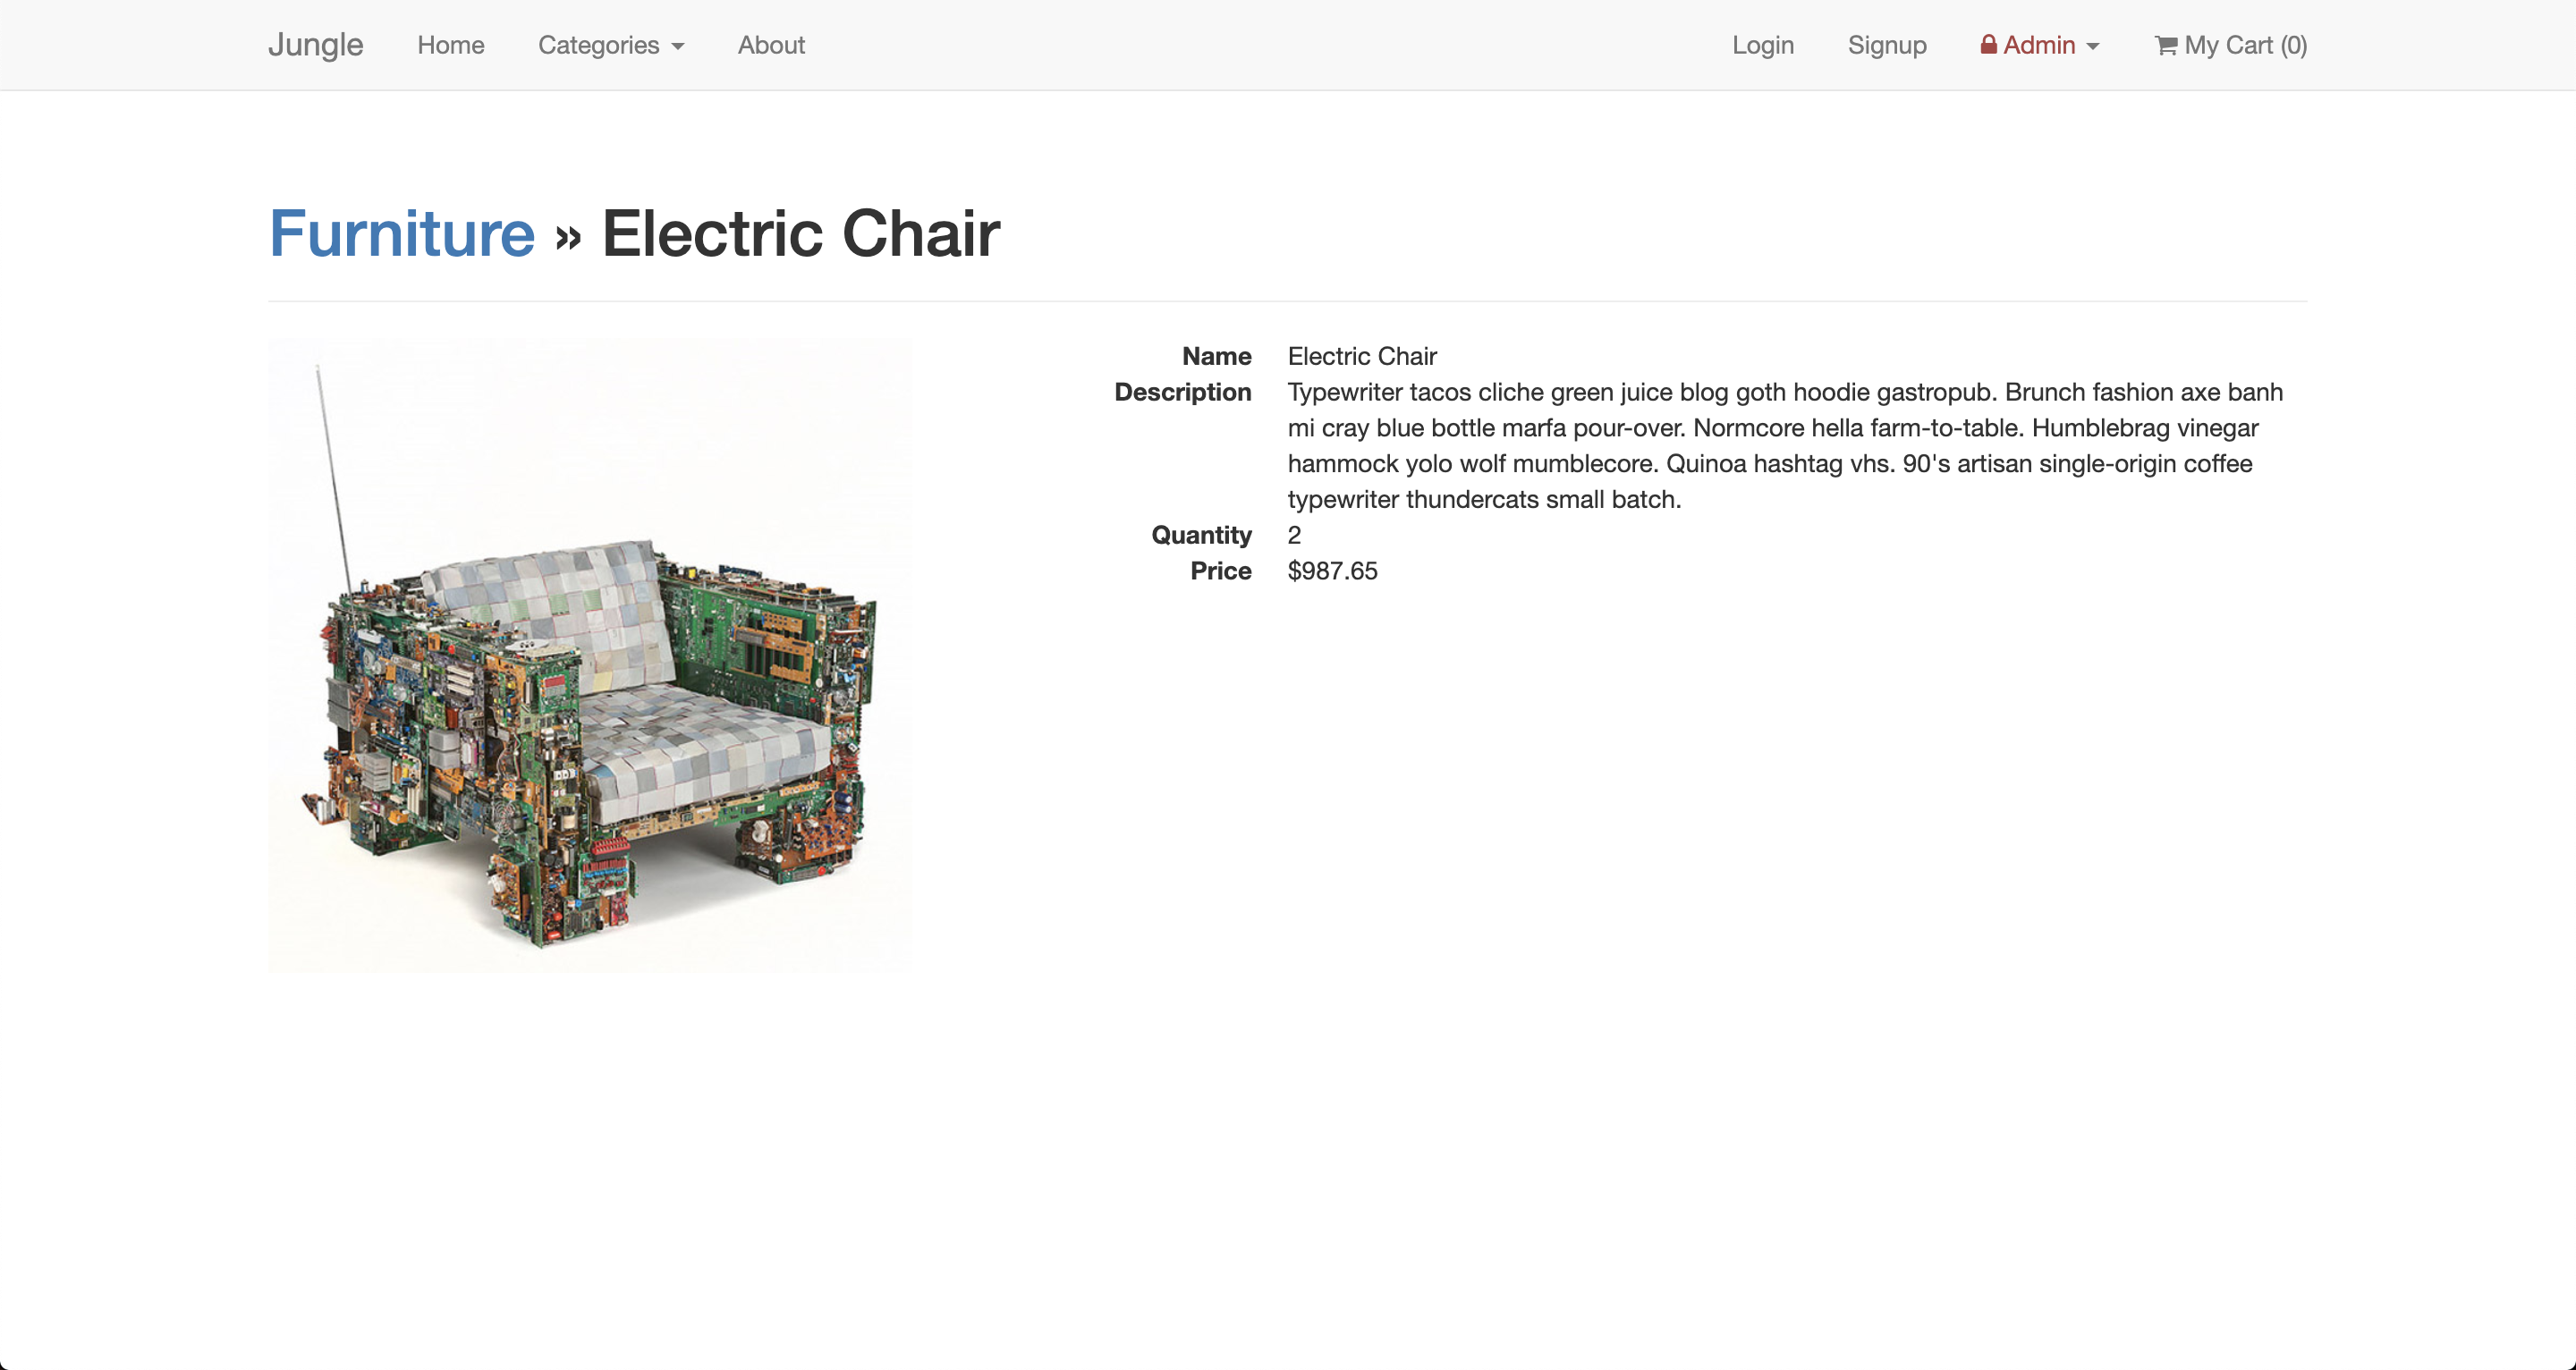 Jungle Home Categories About Login Signup Admin My Cart (0)
Furniture » Electric Chair
Name Electric Chair
Description Typewriter tacos cliche green juice blog goth hoodie gastropub. Brunch fashion axe banh
mi cray blue bottle marfa pour-over. Normcore hella farm-to-table. Humblebrag vinegar
hammock yolo wolf mumblecore. Quinoa hashtag vhs. 90's artisan single-origin coffee
typewriter thundercats small batch.
Quantity 2
Price $987.65